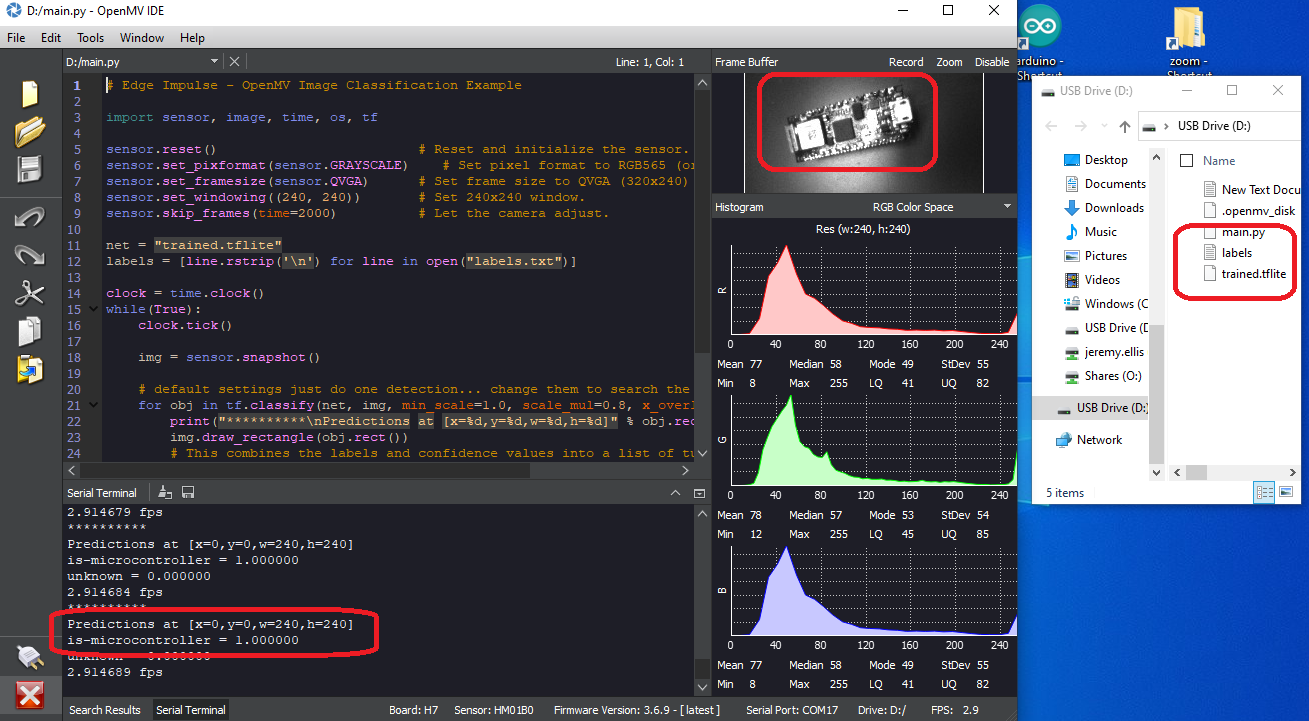 D:/main.py - OpenMV IDE
File Edit Tools Window Help
D:/main.py
Line: 1, Col: 1
1 # Edge Impulse - OpenMV Image Classification Example
2
3 import sensor, image, time, os, tf
4
5 sensor.reset() # Reset and initialize the sensor.
6 sensor.set_pixformat(sensor.GRAYSCALE) # Set pixel format to RGB565 (or
7 sensor.set_framesize(sensor.QVGA) # Set frame size to QVGA (320x240)
8 sensor.set_windowing((240, 240)) # Set 240x240 window.
9 sensor.skip_frames(time=2000) # Let the camera adjust.
10
11 net = "trained.tflite"
12 labels = [line.rstrip('\n') for line in open("labels.txt")]
13
14 clock = time.clock()
15 while(True):
16 clock.tick()
17
18 img = sensor.snapshot()
19
20 # default settings just do one detection... change them to search the
21 for obj in tf.classify(net, img, min_scale=1.0, scale_mul=0.8, x_overl
22 print("**********\nPredictions at [x=%d,y=%d,w=%d,h=%d]" % obj.rec
23 img.draw_rectangle(obj.rect())
24 # This combines the labels and confidence values into a list of tu
Serial Terminal
2.914679 fps
**********
Predictions at [x=0,y=0,w=240,h=240]
is-microcontroller = 1.000000
unknown = 0.000000
2.914684 fps
**********
Predictions at [x=0,y=0,w=240,h=240]
is-microcontroller = 1.000000
unknown = 0.000000
2.914689 fps
Search Results Serial Terminal Board: H7 Sensor: HM01B0 Firmware Version: 3.6.9 - [ latest ] Serial Port: COM17 Drive: D:/ FPS: 2.9
Frame Buffer Record Zoom Disable
Histogram RGB Color Space
Res (w:240, h:240)
R
0 40 80 120 160 200 240
Mean 77 Median 58 Mode 49 StDev 55
Min 8 Max 255 LQ 41 UQ 82
G
0 40 80 120 160 200 240
Mean 78 Median 57 Mode 53 StDev 54
Min 12 Max 255 LQ 45 UQ 85
B
0 40 80 120 160 200 240
Mean 77 Median 58 Mode 49 StDev 55
Min 8 Max 255 LQ 41 UQ 82
arduino -
Shortcut
zoom -
Shortcut
USB Drive (D:)
USB Drive (D:)
Desktop
Documents
Downloads
Music
Pictures
Videos
Windows (C
USB Drive (D
jeremy.ellis
Shares (O:)
USB Drive (D:)
Network
Name
New Text Docu
.openmv_disk
main.py
labels
trained.tflite
5 items